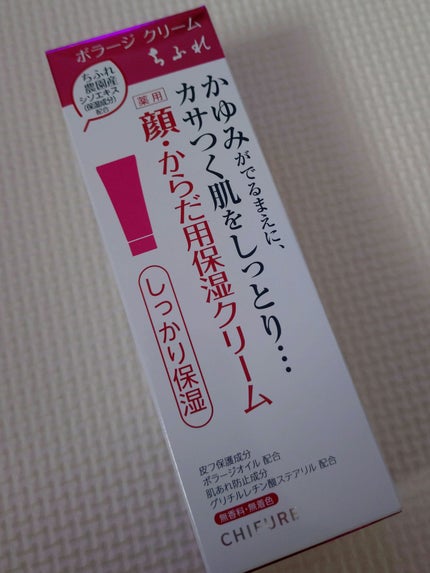 ボラージ クリーム
ちふれ
ちふれ
農園産
シソエキス
(保湿成分)
配合
かゆみがでるまえに、
カサつく肌をしっとり…
薬用
顔・からだ用保湿クリーム
しっかり保湿
皮フ保護成分
ボラージオイル 配合
肌あれ防止成分
グリチルレチン酸ステアリル 配合
無香料・無着色
CHIFURE